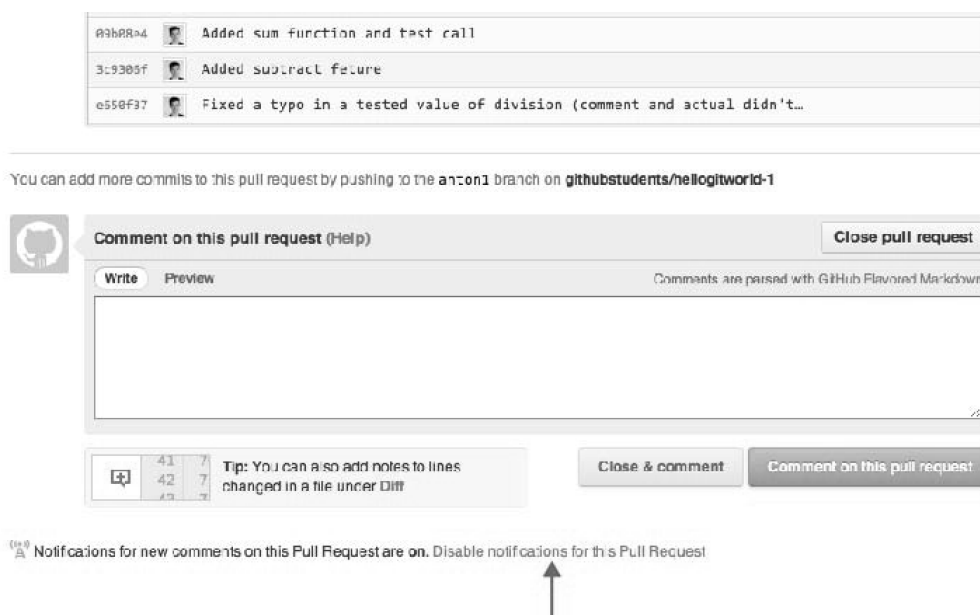 Added sum function and test call
Added subtract feture
Fixed a typo in a tested value of division (comment and actual didn't…
You can add more commits to this pull request by pushing to the anton1 branch on githubstudents/hellogitworld-1
Comment on this pull request (Help) Close pull request
Write Preview Comments are parsed with GitHub Flavored Markdown
41 7
42 7
43 7
Tip: You can also add notes to lines
changed in a file under Diff
Close & comment Comment on this pull request
Notifications for new comments on this Pull Request are on. Disable notifications for this Pull Request